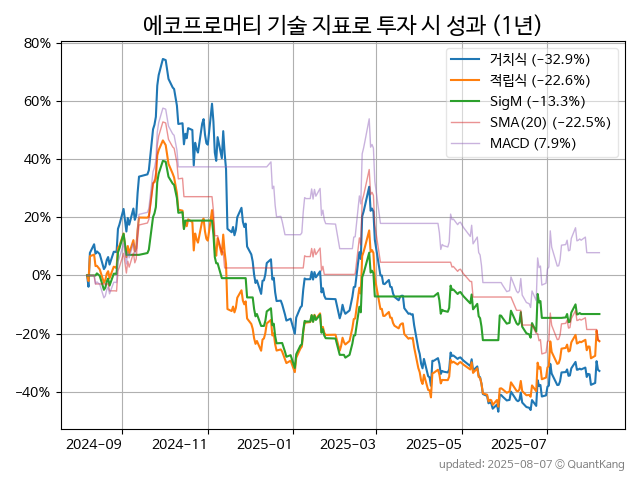 에코프로머티 기술 지표로 투자 시 성과 (1년)
80%
60%
40%
20%
0%
−20%
−40%
거치식 (−32.9%)
적립식 (−22.6%)
SigM (−13.3%)
SMA(20) (−22.5%)
MACD (7.9%)
2024-09
2024-11
2025-01
2025-03
2025-05
2025-07
updated: 2025-08-07 ⓒ QuantKang